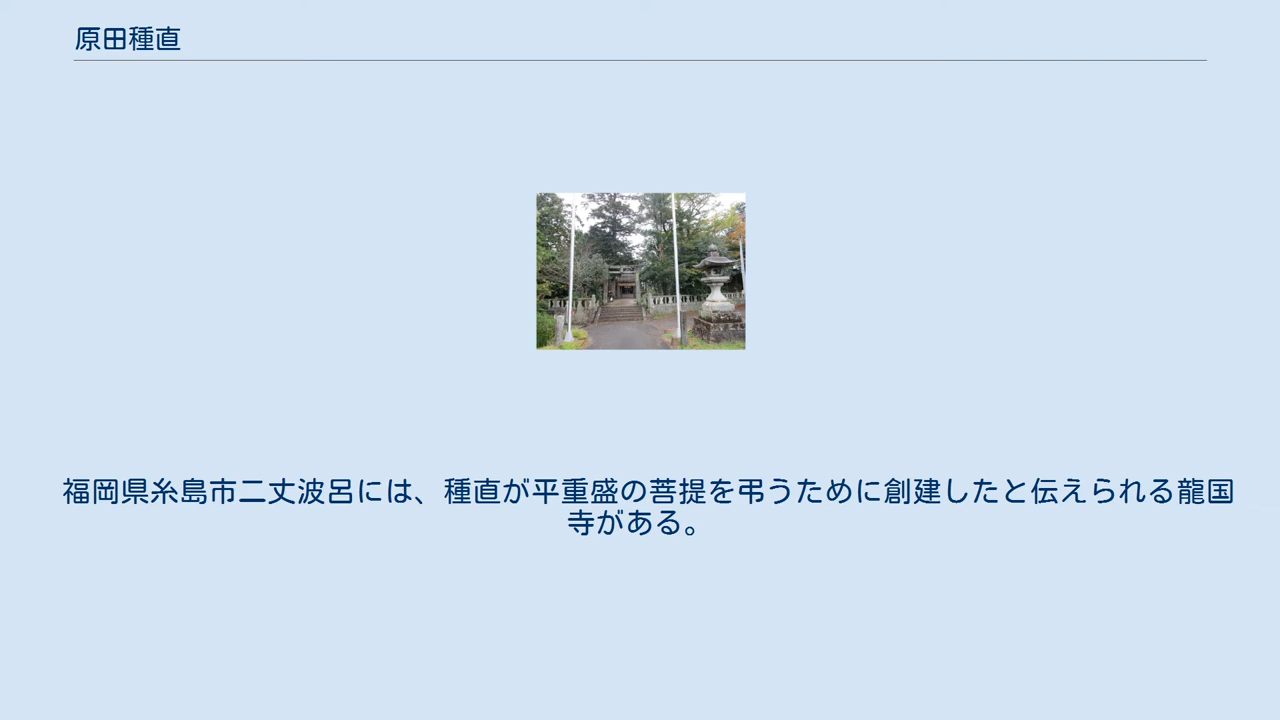 原田種直
福岡県糸島市二丈波呂には、種直が平重盛の菩提を弔うために創建したと伝えられる龍国
寺がある。